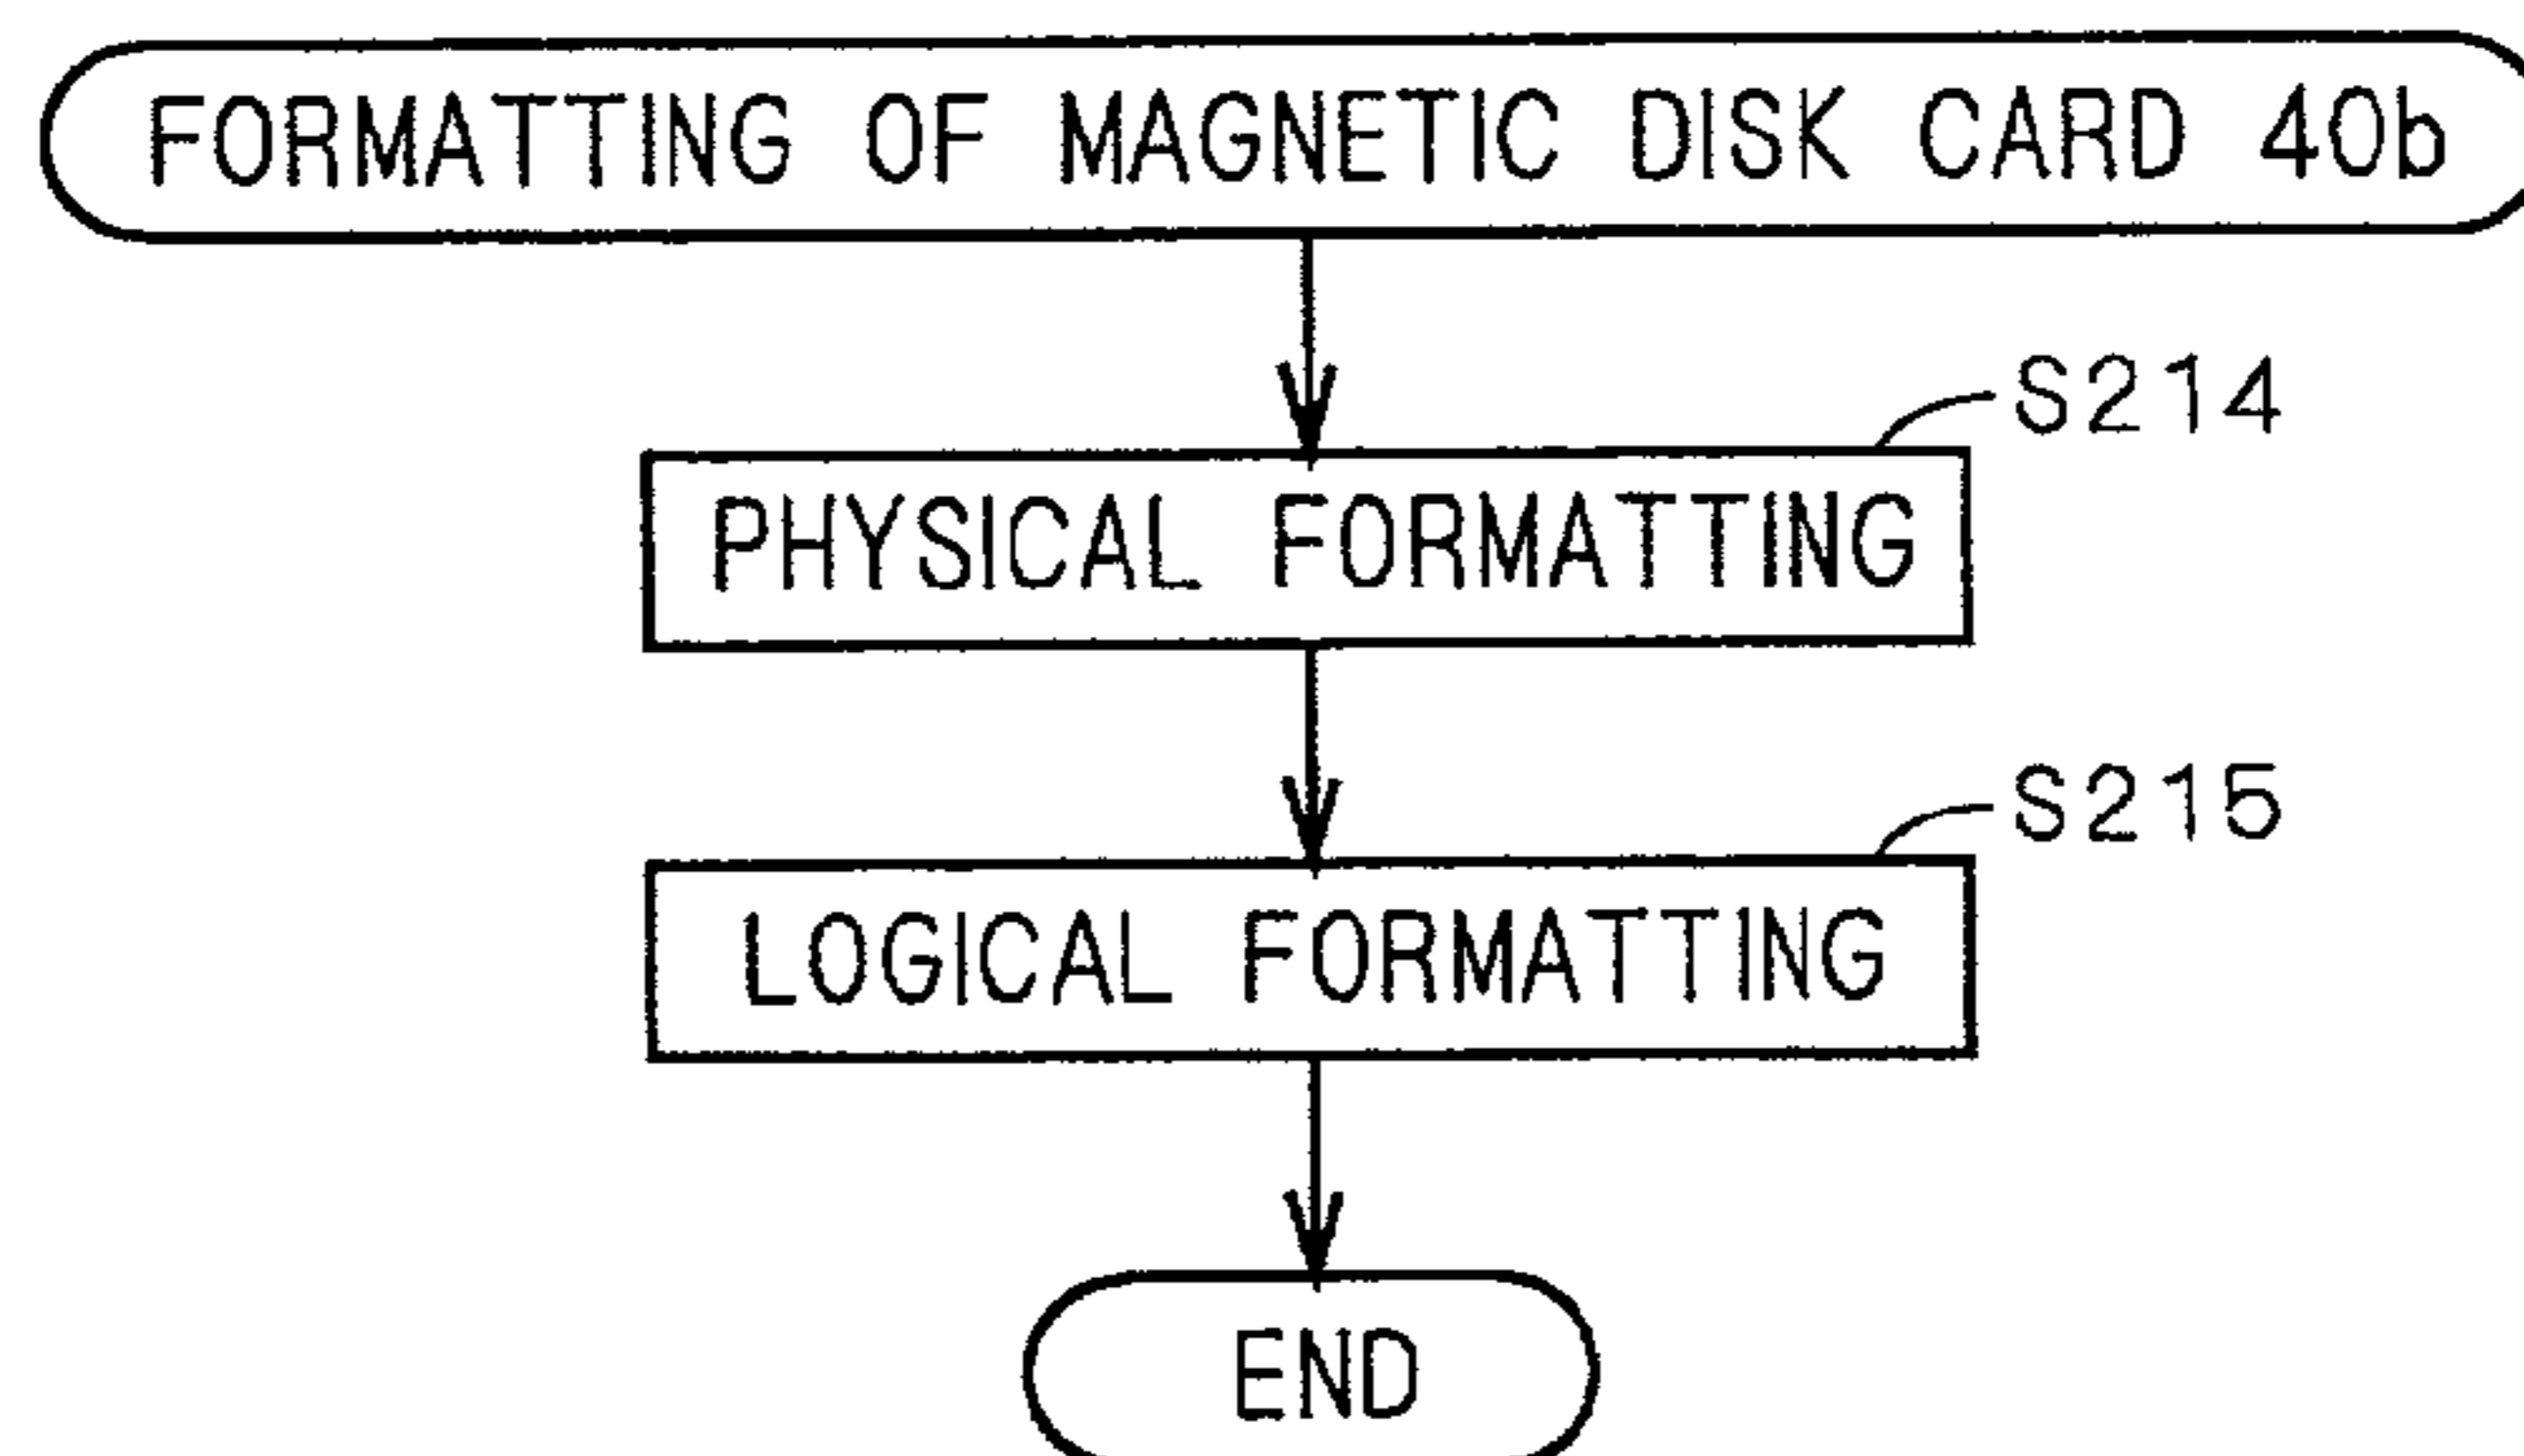 FORMATTING OF MAGNETIC DISK CARD 40b
S214
PHYSICAL FORMATTING
S215
LOGICAL FORMATTING
END